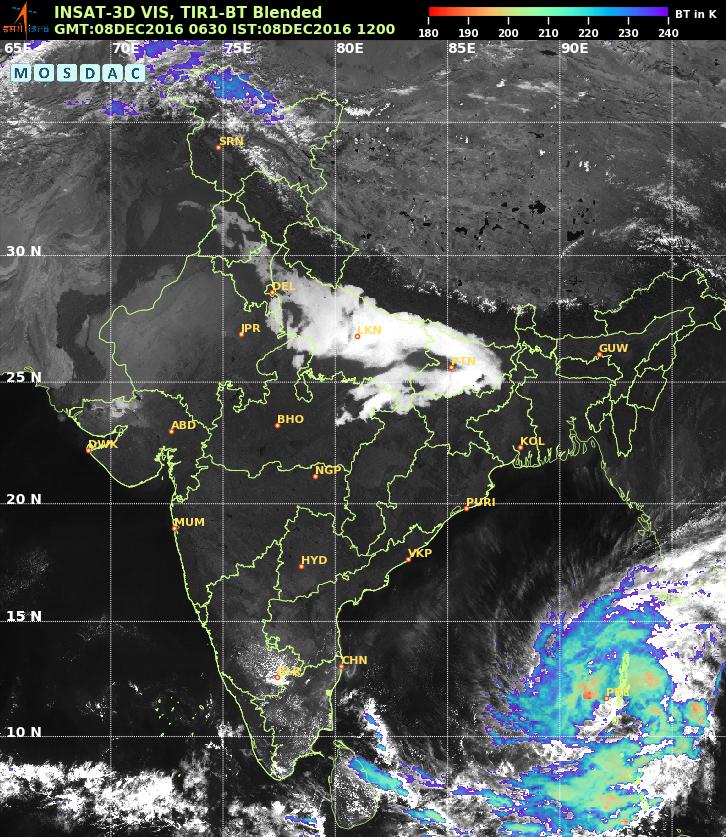 INSAT-3D VIS, TIR1-BT Blended
GMT:08DEC2016 0630 IST:08DEC2016 1200
BT in K
180 190 200 210 220 230 240
65E 70E 75E 80E 85E 90E
MOSDAC
SRN
30 N
DEL
JPR LKN
GUW
PTN
25 N
ABD BHO
DWK KOL
NGP
20 N PURI
MUM
VKP
HYD
15 N
CHN
10 N